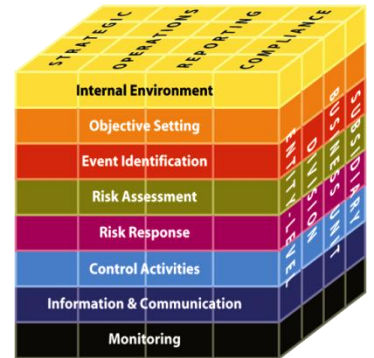 STRATEGIC
OPERATIONS
REPORTING
COMPLIANCE
Internal Environment
Objective Setting
Event Identification
Risk Assessment
Risk Response
Control Activities
Information & Communication
Monitoring
ENTITY-LEVEL
DIVISION
BUSINESS UNIT
SUBSIDIARY